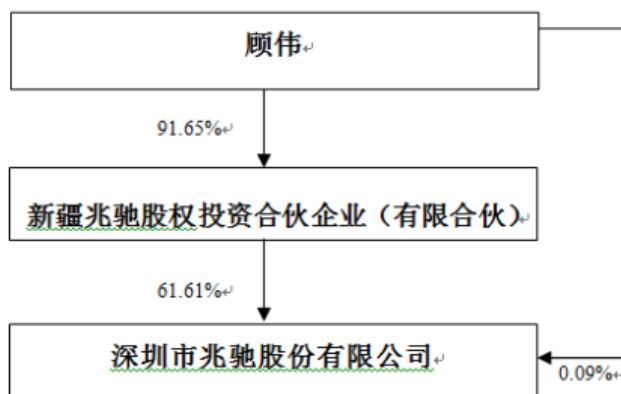 顾伟
91.65%
新疆兆驰股权投资合伙企业（有限合伙）
61.61%
深圳市兆驰股份有限公司
0.09%